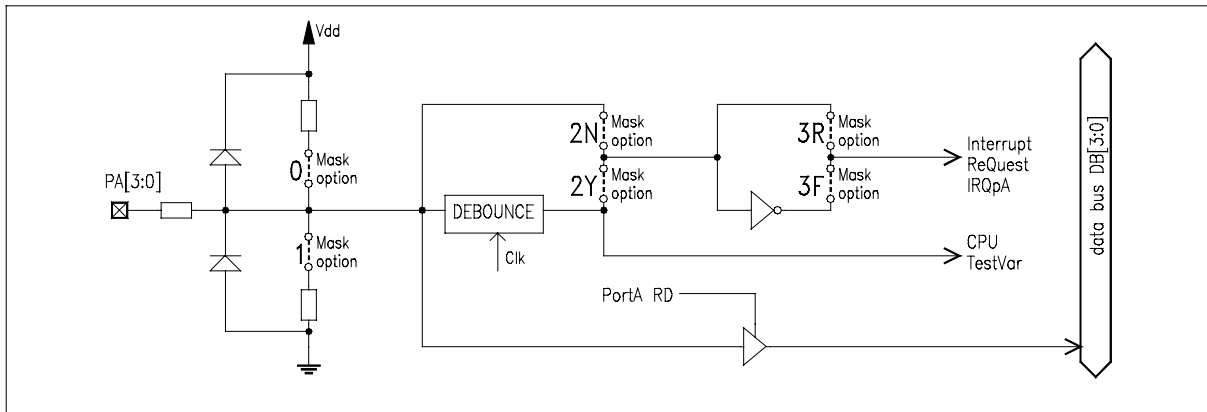 Vdd
Mask
option
0
PA[3:0]
1
Mask
option
DEBOUNCE
Clk
2N
Mask
option
2Y
Mask
option
3R
Mask
option
3F
Mask
option
Interrupt
ReQuest
IRQpA
CPU
TestVar
PortA RD
data bus DB[3:0]